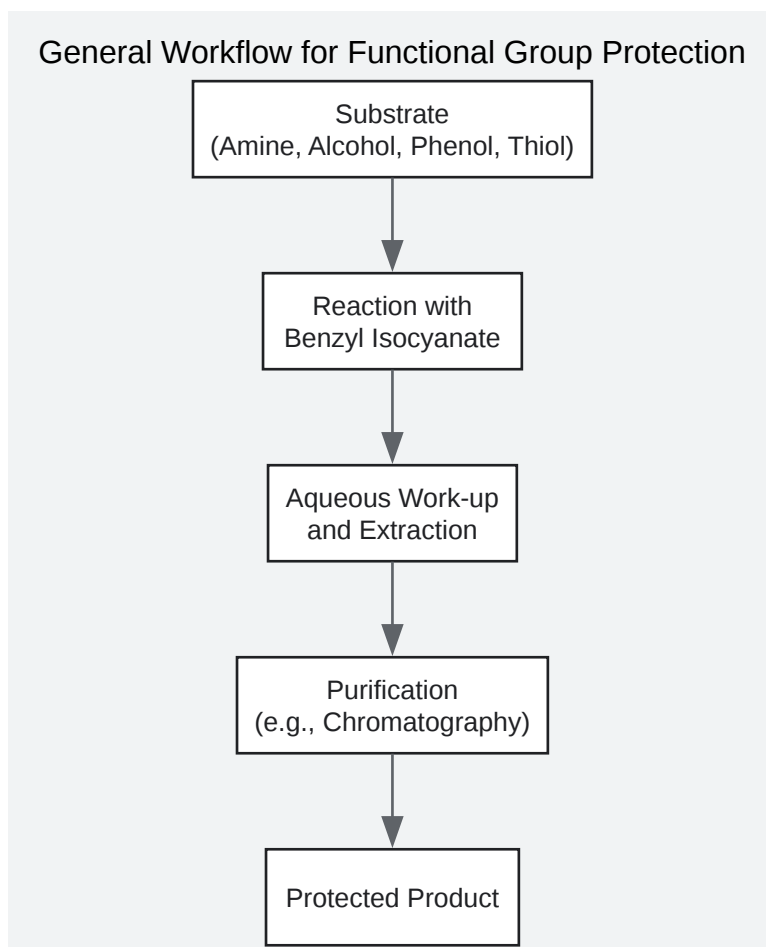 General Workflow for Functional Group Protection
Substrate
(Amine, Alcohol, Phenol, Thiol)
Reaction with
Benzyl Isocyanate
Aqueous Work-up
and Extraction
Purification
(e.g., Chromatography)
Protected Product